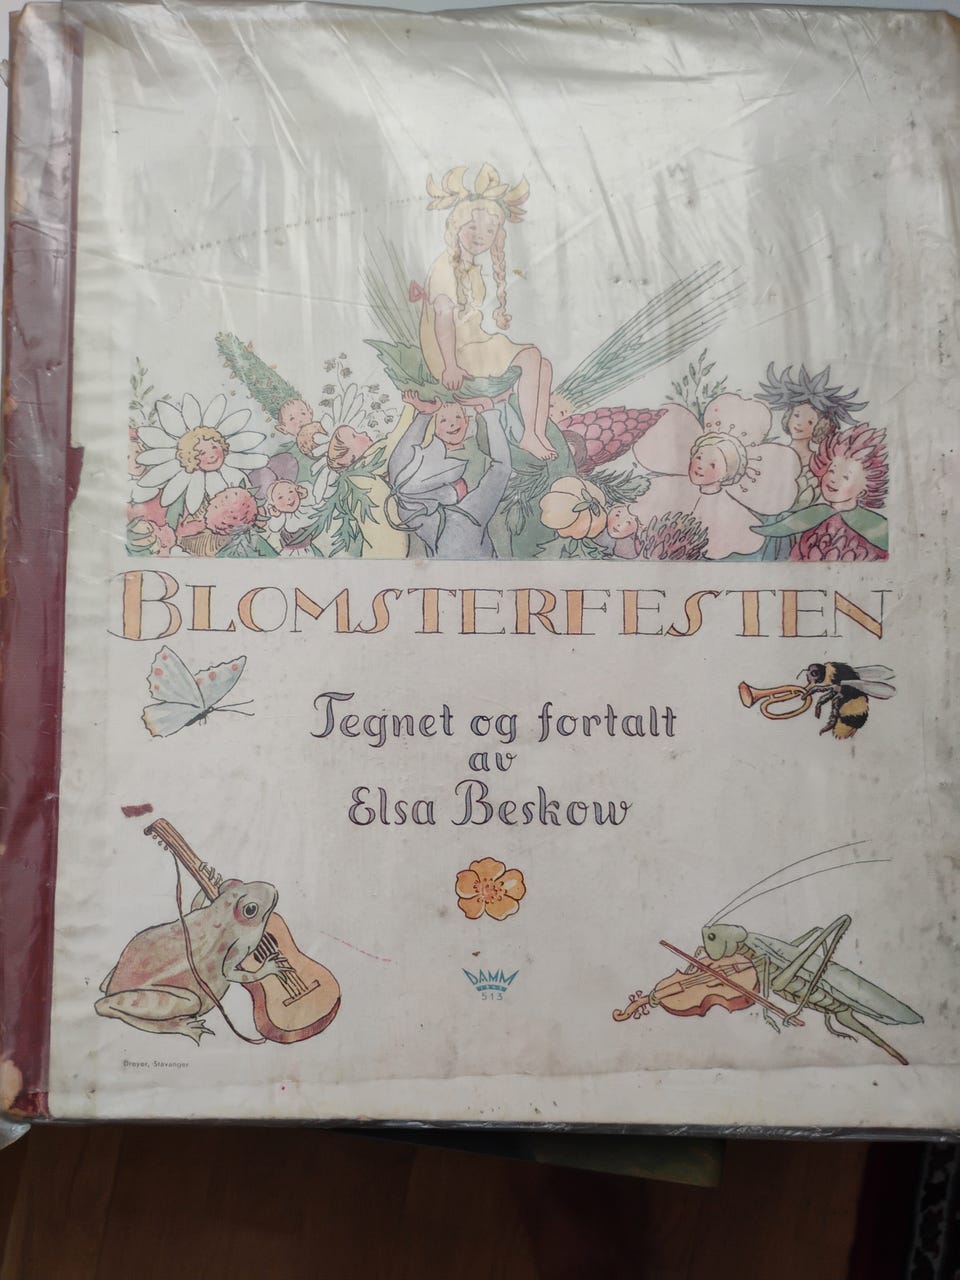 BLOMSTERFESTEN
Tegnet og fortalt
av
Elsa Beskow
DAMM
513
Dreyer, Stavanger